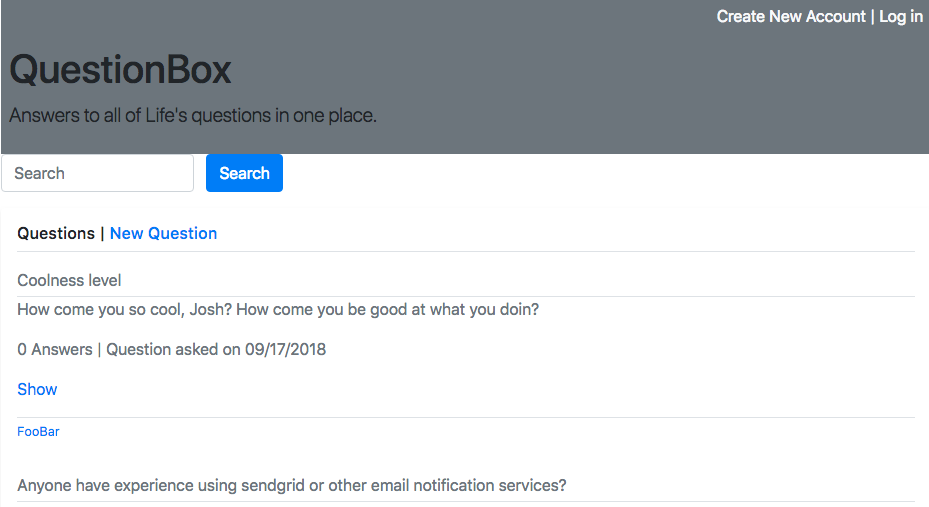 Create New Account | Log in
QuestionBox
Answers to all of Life's questions in one place.
Search Search
Questions | New Question
Coolness level
How come you so cool, Josh? How come you be good at what you doin?
0 Answers | Question asked on 09/17/2018
Show
FooBar
Anyone have experience using sendgrid or other email notification services?